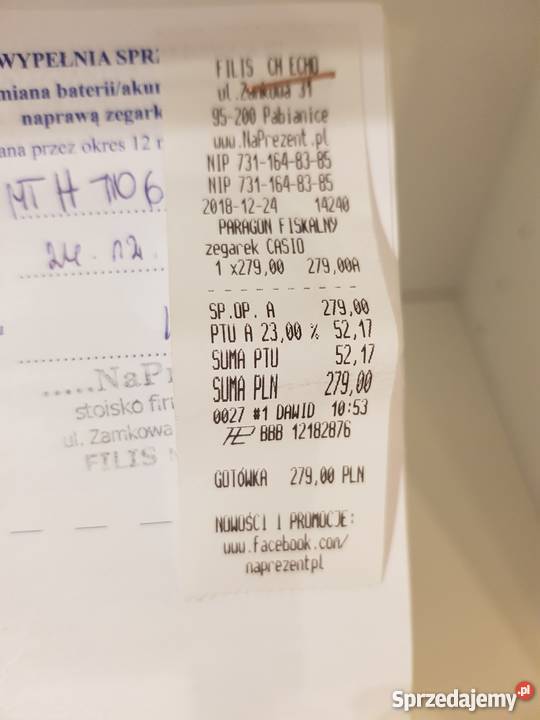 WYPEŁNIA SPRZ
miana baterii/akur
naprawą zegark
ana przez okres 12 m
MT H 7106
24.12.
.....NaPr
stoisko fir
ul. Zamkowa
FILIS
FILIS CH ECHO
ul.Zamkowa 31
95-200 Pabianice
www.NaPrezent.pl
NIP 731-164-83-85
NIP 731-164-83-85
2018-12-24 14240
PARAGON FISKALNY
zegarek CASIO
1 x279,00 279,00A
- - - - - - - - - - -
SP.OP. A 279,00
PTU A 23,00 % 52,17
SUMA PTU 52,17
SUMA PLN 279,00
0027 #1 DAWID 10:53
BBB 12182876
GOTÓWKA 279,00 PLN
NOWOŚCI I PROMOCJE:
www.facebook.com/
naprezentpl
Sprzedajemy.pl